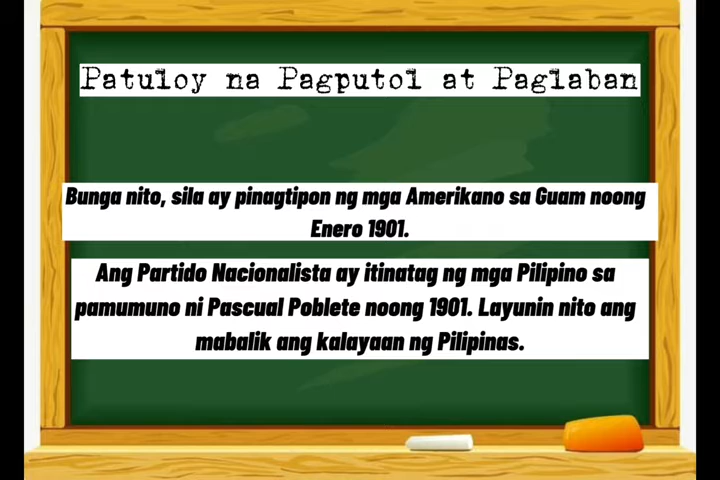 Patuloy na Pagputol at Paglaban
Bunga nito, sila ay pinagtipon ng mga Amerikano sa Guam noong
Enero 1901.
Ang Partido Nacionalista ay itinatag ng mga Pilipino sa
pamumuno ni Pascual Poblete noong 1901. Layunin nito ang
mabalik ang kalayaan ng Pilipinas.